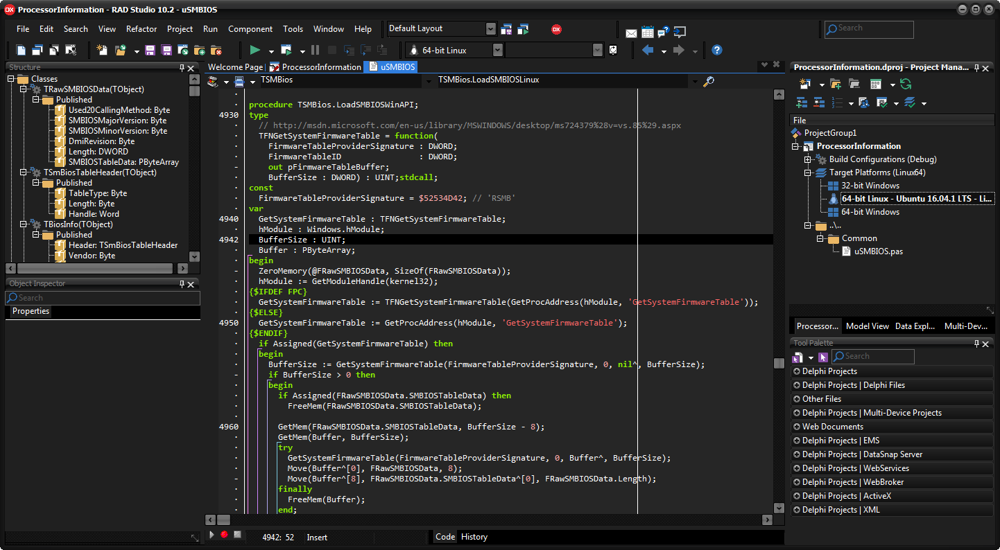 ProcessorInformation - RAD Studio 10.2 - uSMBIOS
File Edit Search View Refactor Project Run Component Tools Window Help
Default Layout
Search
64-bit Linux
Structure
Classes
TRawSMBIOSData(TObject)
Published
Used20CallingMethod: Byte
SMBIOSMajorVersion: Byte
SMBIOSMinorVersion: Byte
DmiRevision: Byte
Length: DWORD
SMBIOSTableData: PByteArray
TSmBiosTableHeader(TObject)
Published
TableType: Byte
Length: Byte
Handle: Word
TBiosInfo(TObject)
Published
Header: TSmBiosTableHeader
Vendor: Byte
Object Inspector
Search
Properties
Welcome Page ProcessorInformation uSMBIOS
TSMBios TSMBios.LoadSMBIOSLinux
procedure TSMBios.LoadSMBIOSWinAPI;
4930 type
// http://msdn.microsoft.com/en-us/library/MSWINDOWS/desktop/ms724379%28v=vs.85%29.aspx
TFNGetSystemFirmwareTable = function(
FirmwareTableProviderSignature : DWORD;
FirmwareTableID : DWORD;
out pFirmwareTableBuffer;
BufferSize : DWORD) : UINT;stdcall;
const
FirmwareTableProviderSignature = $52534D42; // 'RSMB'
var
4940 GetSystemFirmwareTable : TFNGetSystemFirmwareTable;
hModule : Windows.hModule;
4942 BufferSize : UINT;
Buffer : PByteArray;
begin
ZeroMemory(@FRawSMBIOSData, SizeOf(FRawSMBIOSData));
hModule := GetModuleHandle(kernel32);
{$IFDEF FPC}
GetSystemFirmwareTable := TFNGetSystemFirmwareTable(GetProcAddress(hModule, 'GetSystemFirmwareTable'));
{$ELSE}
4950 GetSystemFirmwareTable := GetProcAddress(hModule, 'GetSystemFirmwareTable');
{$ENDIF}
if Assigned(GetSystemFirmwareTable) then
begin
BufferSize := GetSystemFirmwareTable(FirmwareTableProviderSignature, 0, nil^, BufferSize);
if BufferSize > 0 then
begin
if Assigned(FRawSMBIOSData.SMBIOSTableData) then
FreeMem(FRawSMBIOSData.SMBIOSTableData);
4960 GetMem(FRawSMBIOSData.SMBIOSTableData, BufferSize - 8);
GetMem(Buffer, BufferSize);
try
GetSystemFirmwareTable(FirmwareTableProviderSignature, 0, Buffer^, BufferSize);
Move(Buffer^[0], FRawSMBIOSData, 8);
Move(Buffer^[8], FRawSMBIOSData.SMBIOSTableData^[0], FRawSMBIOSData.Length);
finally
FreeMem(Buffer);
end;
4942: 52 Insert Code History
ProcessorInformation.dproj - Project Mana...
File
ProjectGroup1
ProcessorInformation
Build Configurations (Debug)
Target Platforms (Linux64)
32-bit Windows
64-bit Linux - Ubuntu 16.04.1 LTS - Li...
64-bit Windows
..\..
Common
uSMBIOS.pas
Processor... Model View Data Expl... Multi-Dev...
Tool Palette
Search
Delphi Projects
Delphi Projects | Delphi Files
Other Files
Delphi Projects | Multi-Device Projects
Web Documents
Delphi Projects | EMS
Delphi Projects | DataSnap Server
Delphi Projects | WebServices
Delphi Projects | WebBroker
Delphi Projects | ActiveX
Delphi Projects | XML